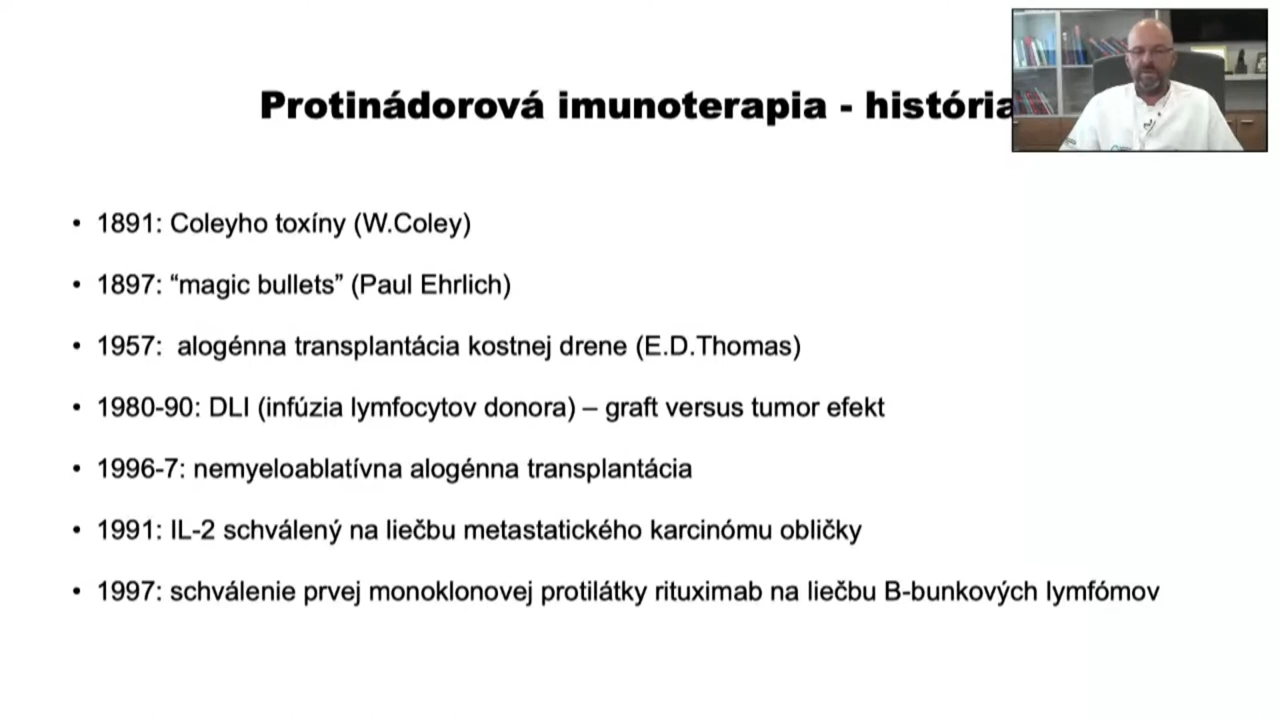 Protinádorová imunoterapia - história
• 1891: Coleyho toxíny (W.Coley)
• 1897: “magic bullets” (Paul Ehrlich)
• 1957:  alogénna transplantácia kostnej drene (E.D.Thomas)
• 1980-90: DLI (infúzia lymfocytov donora) – graft versus tumor efekt
• 1996-7: nemyeloablatívna alogénna transplantácia
• 1991: IL-2 schválený na liečbu metastatického karcinómu obličky
• 1997: schválenie prvej monoklonovej protilátky rituximab na liečbu B-bunkových lymfómov